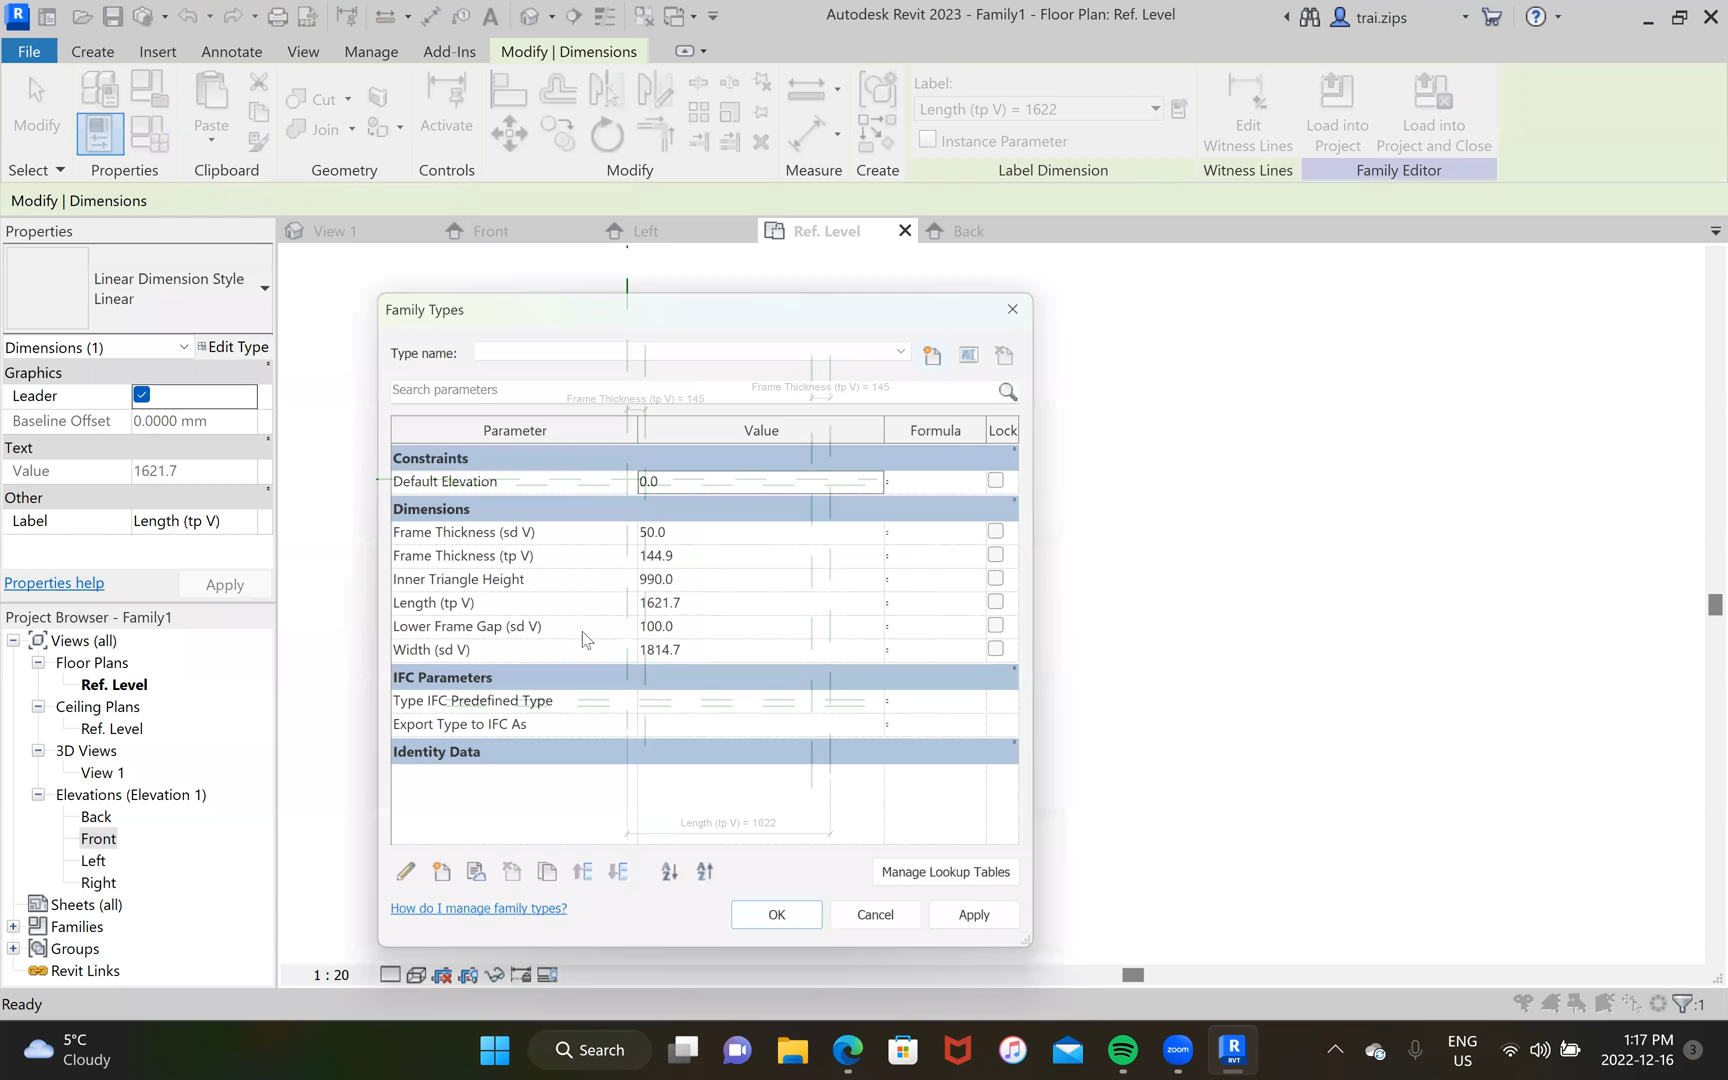 Autodesk Revit 2023 - Family1 - Floor Plan: Ref. Level
trai.zips
File Create Insert Annotate View Manage Add-Ins Modify | Dimensions
Modify
Paste
Cut
Join
Activate
Label:
Length (tp V) = 1622
Instance Parameter
Edit
Witness Lines
Load into
Project
Load into
Project and Close
Select Properties Clipboard Geometry Controls Modify Measure Create Label Dimension Witness Lines Family Editor
Modify | Dimensions
Properties
View 1 Front Left Ref. Level Back
Linear Dimension Style
Linear
Dimensions (1) Edit Type
Graphics
Leader
Baseline Offset 0.0000 mm
Text
Value 1621.7
Other
Label Length (tp V)
Properties help Apply
Project Browser - Family1
Views (all)
Floor Plans
Ref. Level
Ceiling Plans
Ref. Level
3D Views
View 1
Elevations (Elevation 1)
Back
Front
Left
Right
Sheets (all)
Families
Groups
Revit Links
Family Types
Type name:
Search parameters
Frame Thickness (tp V) = 145
Frame Thickness (tp V) = 145
Parameter Value Formula Lock
Constraints
Default Elevation 0.0 =
Dimensions
Frame Thickness (sd V) 50.0 =
Frame Thickness (tp V) 144.9 =
Inner Triangle Height 990.0 =
Length (tp V) 1621.7 =
Lower Frame Gap (sd V) 100.0 =
Width (sd V) 1814.7 =
IFC Parameters
Type IFC Predefined Type =
Export Type to IFC As =
Identity Data
Length (tp V) = 1622
Manage Lookup Tables
How do I manage family types?
OK Cancel Apply
1 : 20
Ready
:1
5°C
Cloudy
Search
zoom
R
RVT
ENG
US
1:17 PM
2022-12-16
3